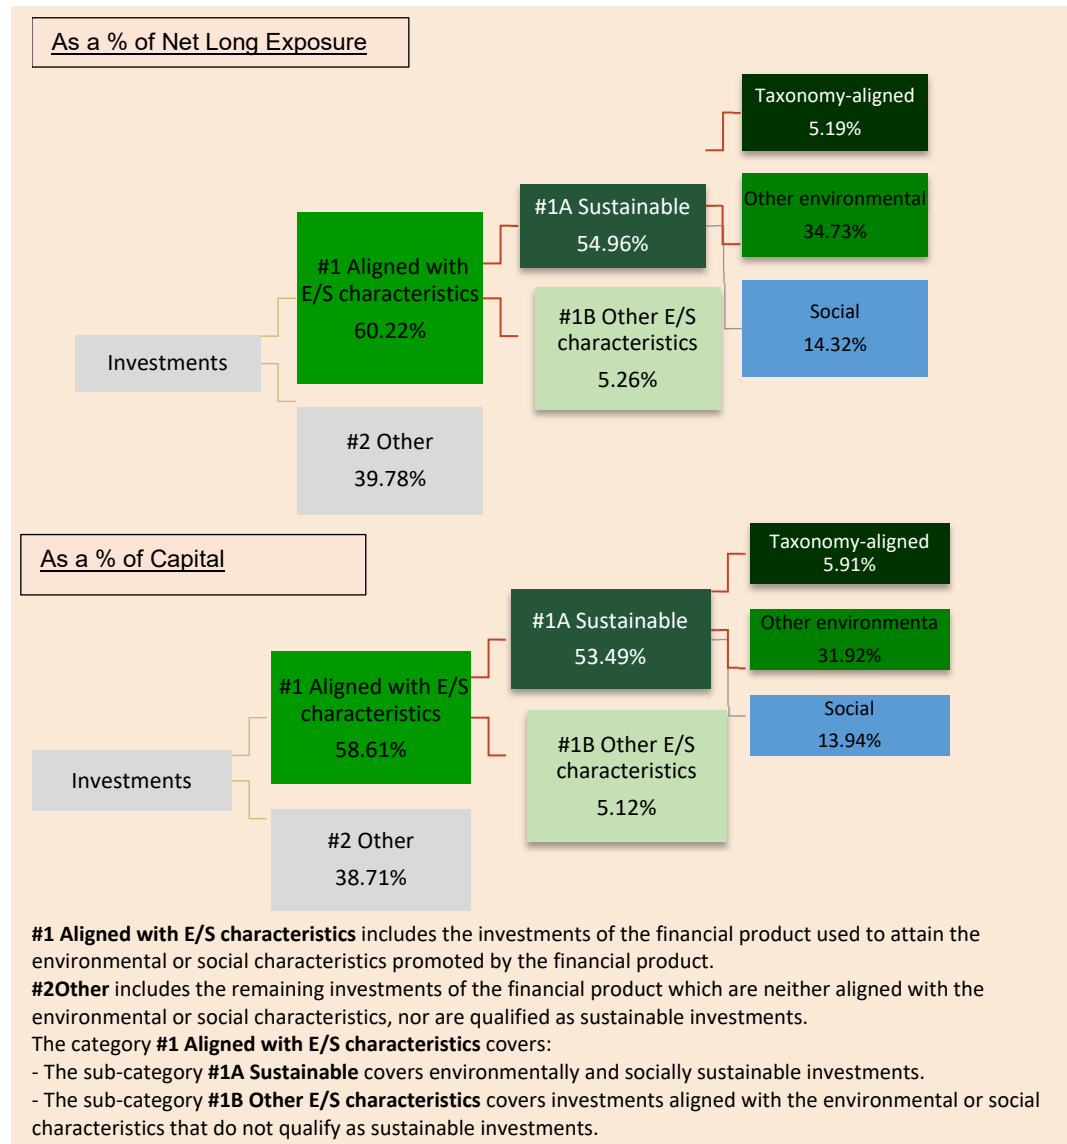 As a % of Net Long Exposure
Taxonomy-aligned
5.19%
#1A Sustainable
54.96%
Other environmental
34.73%
#1 Aligned with
E/S characteristics
60.22%
#1B Other E/S
characteristics
5.26%
Social
14.32%
Investments
#2 Other
39.78%
As a % of Capital
Taxonomy-aligned
5.91%
#1A Sustainable
53.49%
Other environmenta
31.92%
#1 Aligned with E/S
characteristics
58.61%
Social
13.94%
#1B Other E/S
characteristics
5.12%
Investments
#2 Other
38.71%
#1 Aligned with E/S characteristics includes the investments of the financial product used to attain the
environmental or social characteristics promoted by the financial product.
#2Other includes the remaining investments of the financial product which are neither aligned with the
environmental or social characteristics, nor are qualified as sustainable investments.
The category #1 Aligned with E/S characteristics covers:
- The sub-category #1A Sustainable covers environmentally and socially sustainable investments.
- The sub-category #1B Other E/S characteristics covers investments aligned with the environmental or social
characteristics that do not qualify as sustainable investments.